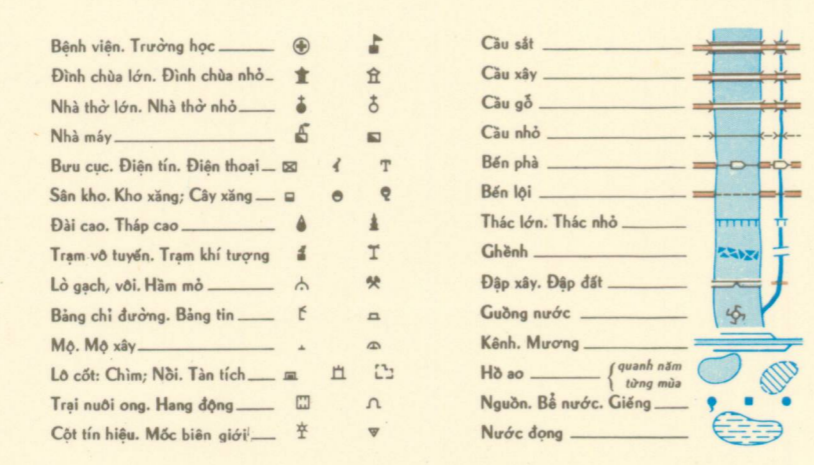 Bệnh viện. Trường học
Đình chùa lớn. Đình chùa nhỏ
Nhà thờ lớn. Nhà thờ nhỏ
Nhà máy
Bưu cục. Điện tín. Điện thoại
Sân kho. Kho xăng; Cây xăng
Đài cao. Tháp cao
Trạm vô tuyến. Trạm khí tượng
Lò gạch, vôi. Hầm mỏ
Bảng chỉ đường. Bảng tin
Mộ. Mộ xây
Lô cốt: Chìm; Nồi. Tàn tích
Trại nuôi ong. Hang động
Cột tín hiệu. Mốc biên giới
Cầu sắt
Cầu xây
Cầu gỗ
Cầu nhỏ
Bến phà
Bến lội
Thác lớn. Thác nhỏ
Ghềnh
Đập xây. Đập đất
Guồng nước
Kênh. Mương
Hồ ao
quanh năm
từng mùa
Nguồn. Bể nước. Giếng
Nước đọng